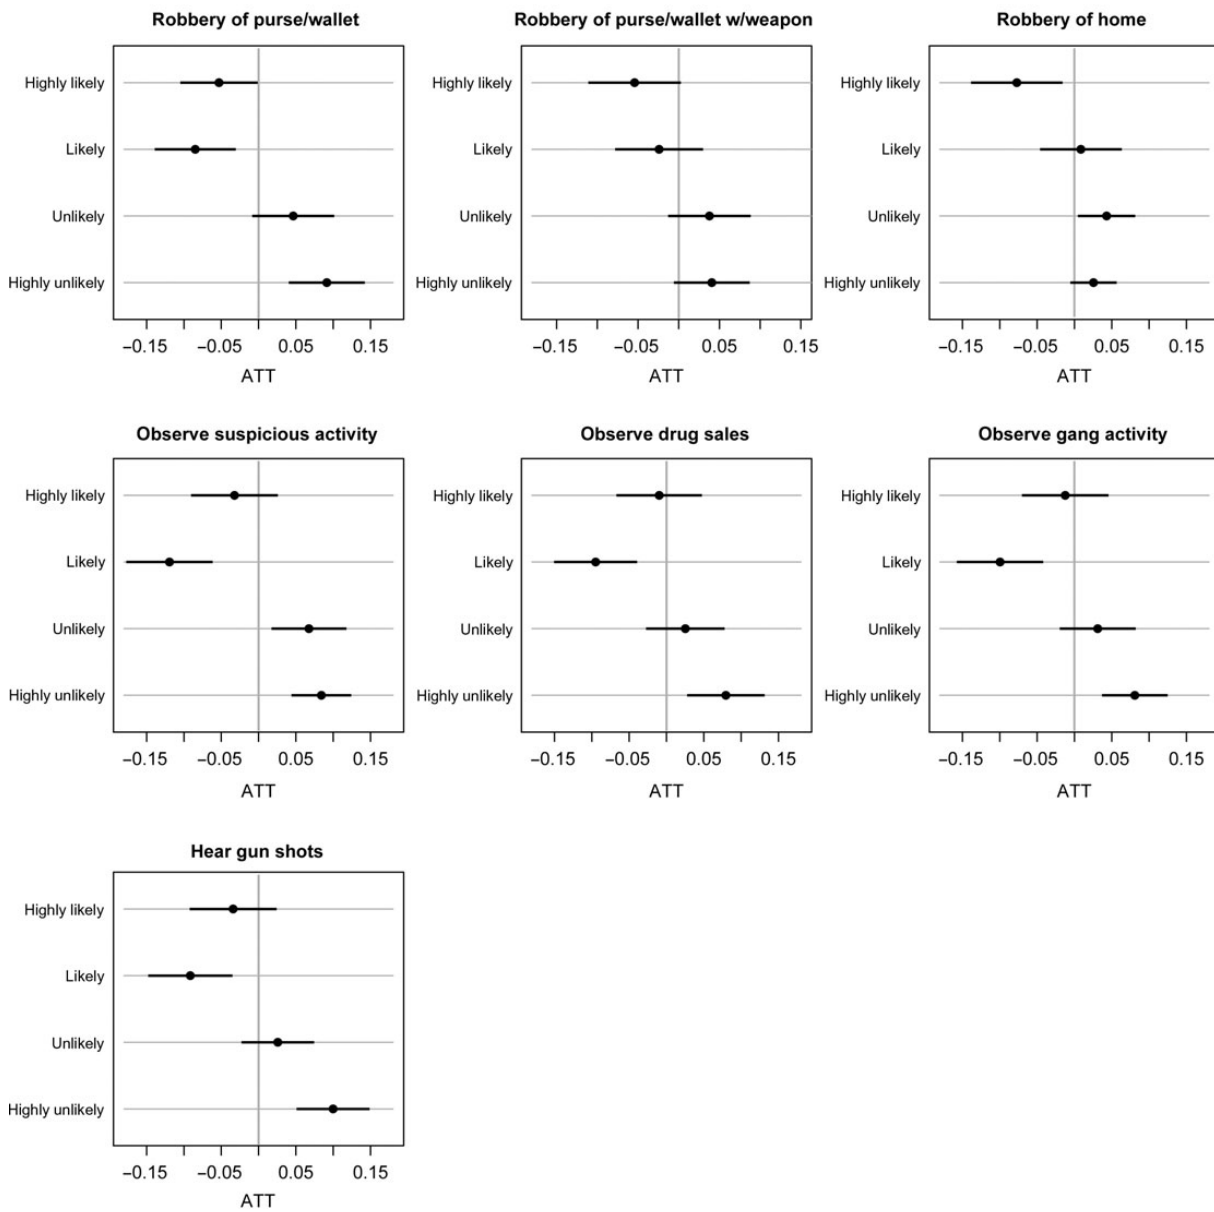 Robbery of purse/wallet
Highly likely
Likely
Unlikely
Highly unlikely
−0.15 −0.05 0.05 0.15
ATT
Robbery of purse/wallet w/weapon
Highly likely
Likely
Unlikely
Highly unlikely
−0.15 −0.05 0.05 0.15
ATT
Robbery of home
Highly likely
Likely
Unlikely
Highly unlikely
−0.15 −0.05 0.05 0.15
ATT
Observe suspicious activity
Highly likely
Likely
Unlikely
Highly unlikely
−0.15 −0.05 0.05 0.15
ATT
Observe drug sales
Highly likely
Likely
Unlikely
Highly unlikely
−0.15 −0.05 0.05 0.15
ATT
Observe gang activity
Highly likely
Likely
Unlikely
Highly unlikely
−0.15 −0.05 0.05 0.15
ATT
Hear gun shots
Highly likely
Likely
Unlikely
Highly unlikely
−0.15 −0.05 0.05 0.15
ATT